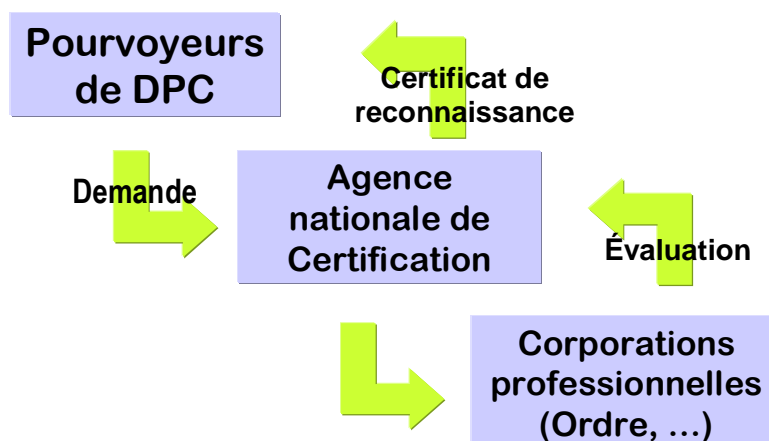 Pourvoyeurs
de DPC
Certificat de
reconnaissance
Demande
Agence
nationale de
Certification
Évaluation
Corporations
professionnelles
(Ordre, ...)